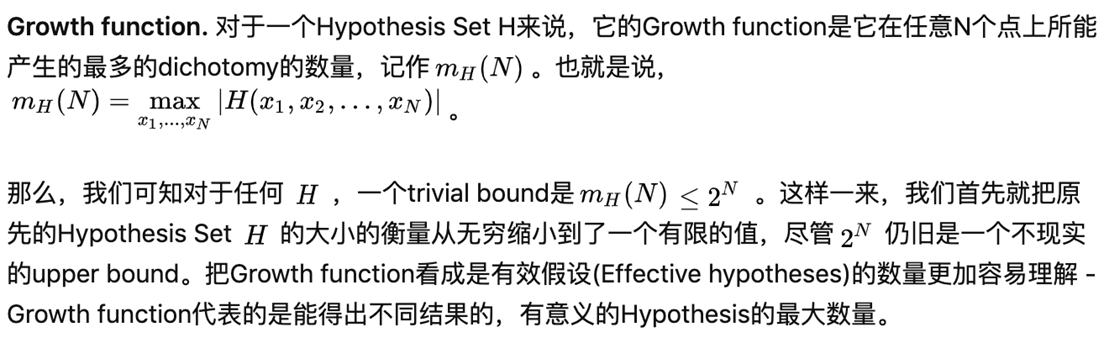 Growth function. 对于一个Hypothesis Set H来说，它的Growth function是它在任意N个点上所能
产生的最多的dichotomy的数量，记作 m_H(N) 。也就是说，
m_H(N) = max_{x_1,...,x_N} |H(x_1, x_2, ..., x_N)| 。
那么，我们可知对于任何 H ，一个trivial bound是 m_H(N) ≤ 2^N 。这样一来，我们首先就把原
先的Hypothesis Set H 的大小的衡量从无穷缩小到了一个有限的值，尽管 2^N 仍旧是一个不现实
的upper bound。把Growth function看成是有效假设(Effective hypotheses)的数量更加容易理解 -
Growth function代表的是能得出不同结果的，有意义的Hypothesis的最大数量。